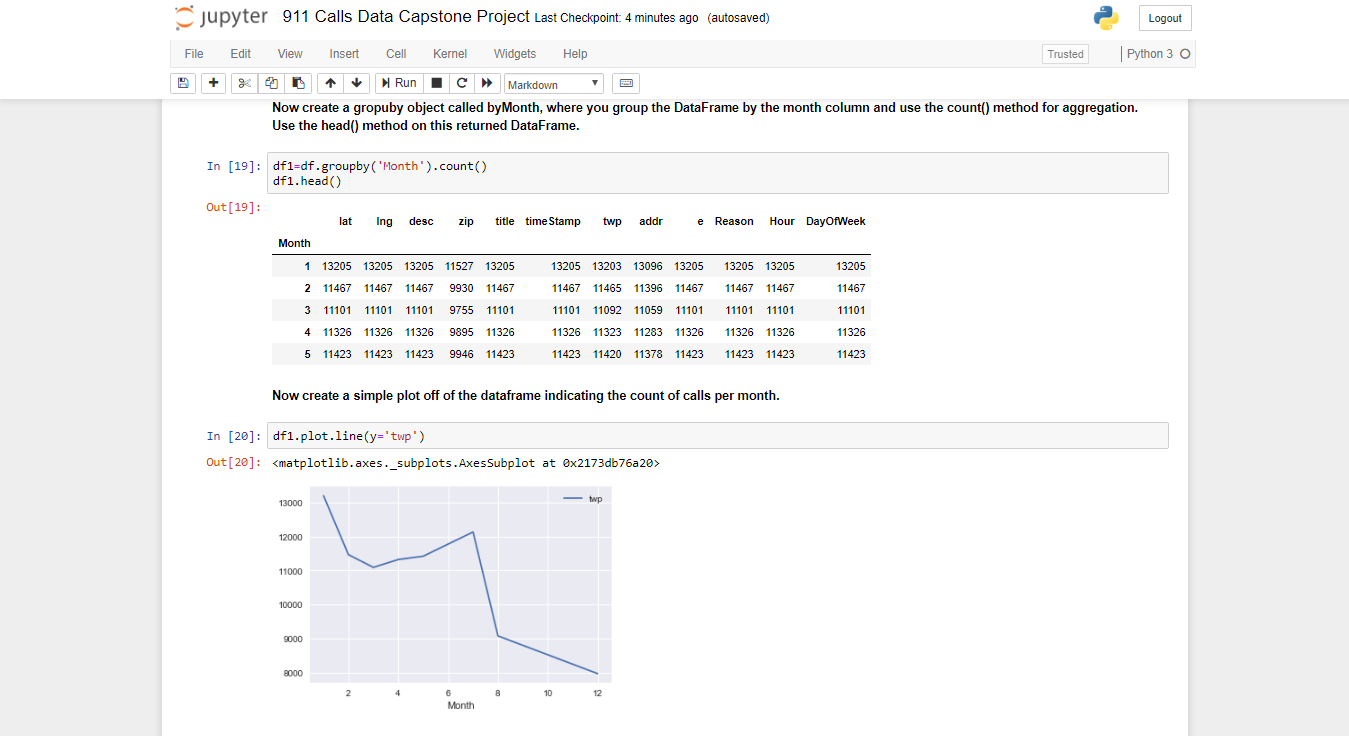 jupyter 911 Calls Data Capstone Project Last Checkpoint: 4 minutes ago (autosaved) Logout
File Edit View Insert Cell Kernel Widgets Help Trusted Python 3
Run Markdown
Now create a gropuby object called byMonth, where you group the DataFrame by the month column and use the count() method for aggregation.
Use the head() method on this returned DataFrame.
In [19]: df1=df.groupby('Month').count()
df1.head()
Out[19]:
lat lng desc zip title timeStamp twp addr e Reason Hour DayOfWeek
Month
1 13205 13205 13205 11527 13205 13205 13203 13096 13205 13205 13205 13205
2 11467 11467 11467 9930 11467 11467 11465 11396 11467 11467 11467 11467
3 11101 11101 11101 9755 11101 11101 11092 11059 11101 11101 11101 11101
4 11326 11326 11326 9895 11326 11326 11323 11283 11326 11326 11326 11326
5 11423 11423 11423 9946 11423 11423 11420 11378 11423 11423 11423 11423
Now create a simple plot off of the dataframe indicating the count of calls per month.
In [20]: df1.plot.line(y='twp')
Out[20]: <matplotlib.axes._subplots.AxesSubplot at 0x2173db76a20>
twp
13000
12000
11000
10000
9000
8000
2 4 6 8 10 12
Month